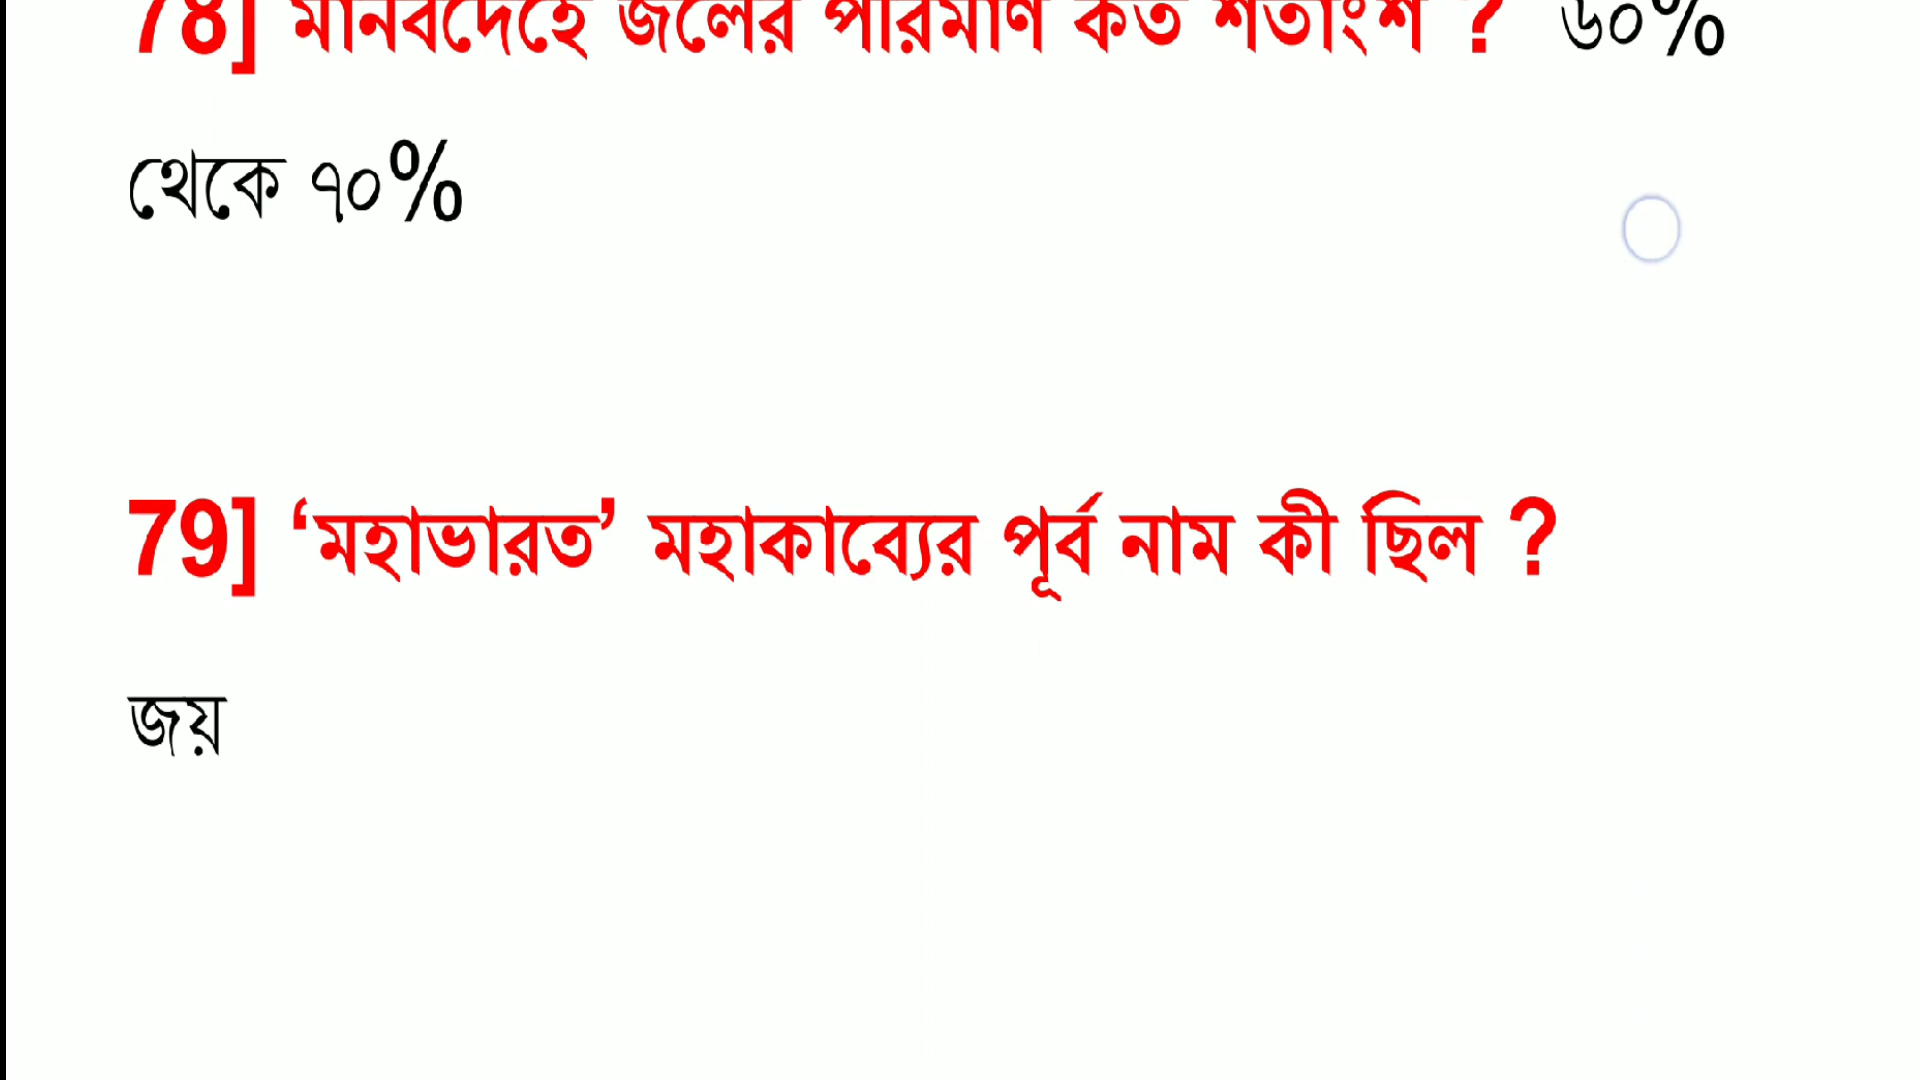 78] মানবদেহে জলের পরিমাণ কত শতাংশ ? ৬০%
থেকে ৭০%
79] ‘মহাভারত’ মহাকাব্যের পূর্ব নাম কী ছিল ?
জয়